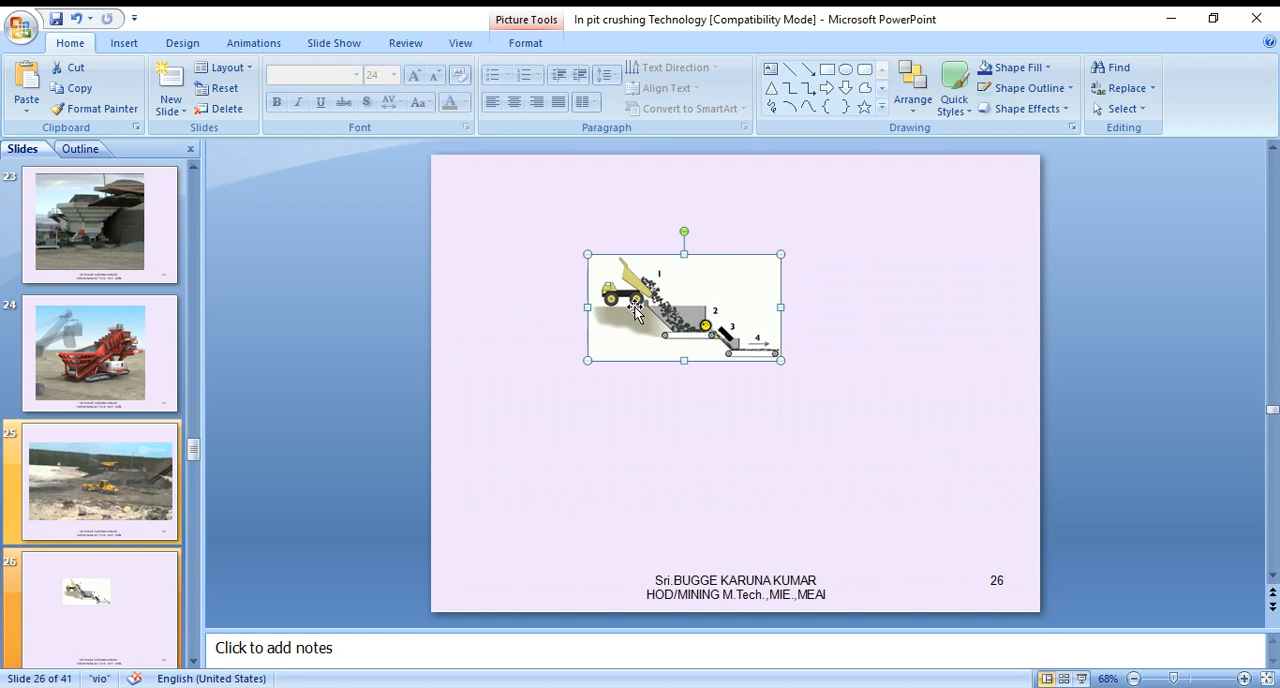 Picture Tools
In pit crushing Technology [Compatibility Mode] - Microsoft PowerPoint
Home Insert Design Animations Slide Show Review View Format
Paste
Cut
Copy
Format Painter
Clipboard
New Slide
Layout
Reset
Delete
Slides
24
B I U abc S AV Aa A
Font
Text Direction
Align Text
Convert to SmartArt
Paragraph
Arrange
Quick Styles
Shape Fill
Shape Outline
Shape Effects
Drawing
Find
Replace
Select
Editing
Slides Outline
23
24
25
26
1
2
3
4
Sri.BUGGE KARUNA KUMAR
HOD/MINING M.Tech.,MIE.,MEAI
26
Click to add notes
Slide 26 of 41 "vio" English (United States) 68%